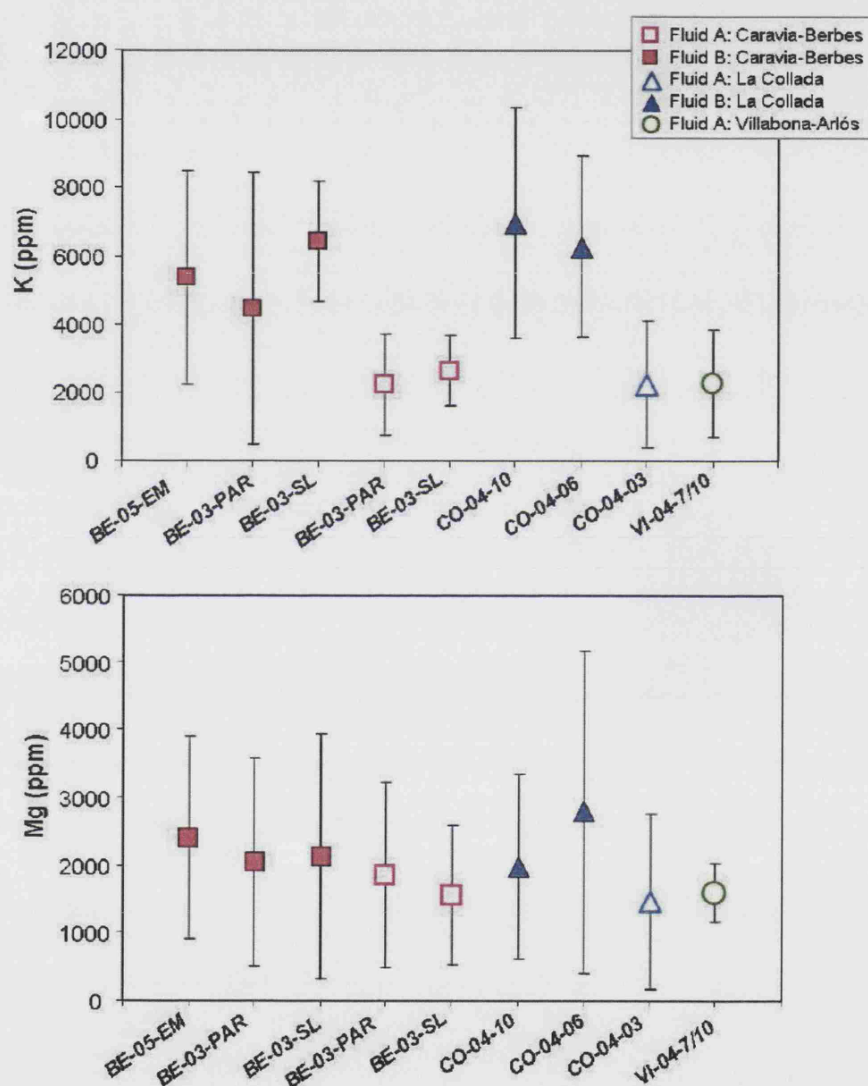 Fluid A: Caravia-Berbes
Fluid B: Caravia-Berbes
Fluid A: La Collada
Fluid B: La Collada
Fluid A: Villabona-Arlós
K (ppm)
12000
10000
8000
6000
4000
2000
0
BE-05-EM
BE-03-PAR
BE-03-SL
BE-03-PAR
BE-03-SL
CO-04-10
CO-04-06
CO-04-03
VI-04-7/10
Mg (ppm)
6000
5000
4000
3000
2000
1000
0
BE-05-EM
BE-03-PAR
BE-03-SL
BE-03-PAR
BE-03-SL
CO-04-10
CO-04-06
CO-04-03
VI-04-7/10